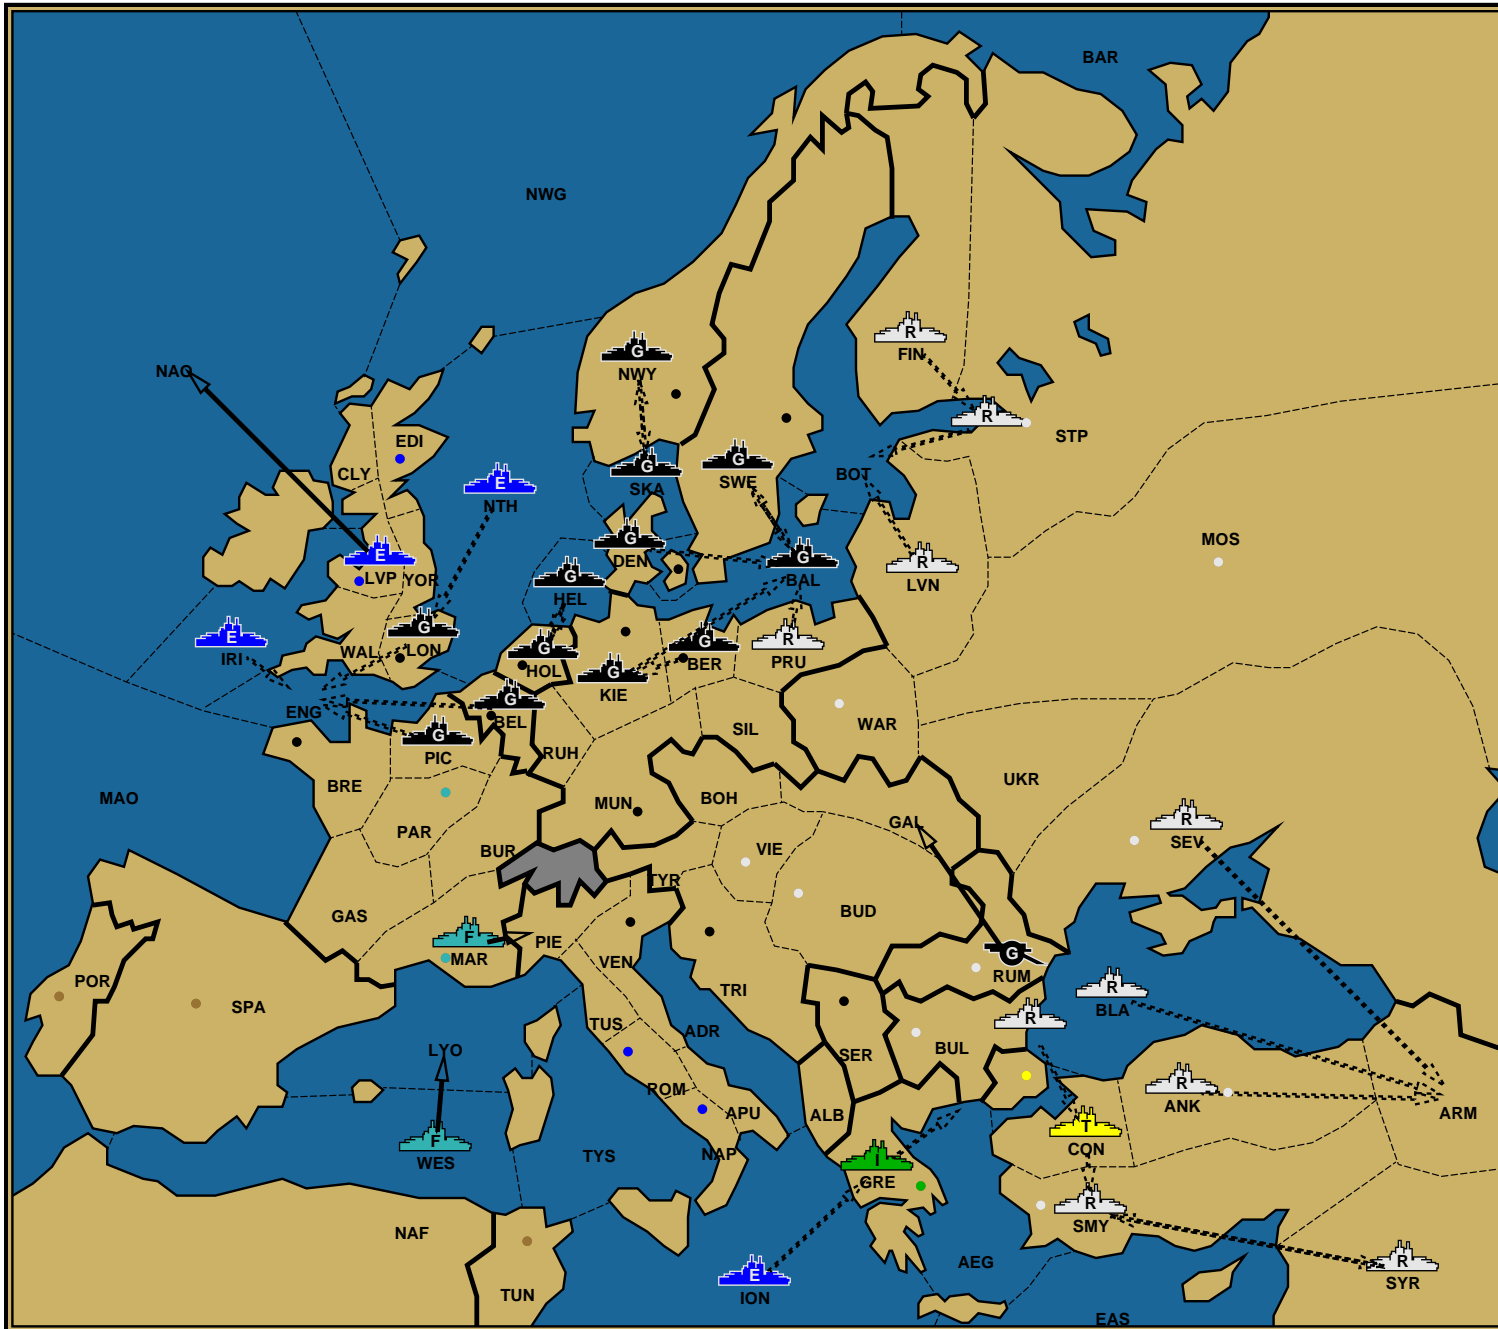 BAR
NWG
R
FIN
G
NWY
NAO
R
STP
EDI
CLY
G
SKA
G
SWE
BOT
E
NTH
MOS
G
DEN
E
LVP
YOR
G
HEL
G
BAL
R
LVN
E
IRI
WAL
G
LON
G
HOL
G
KIE
G
BER
R
PRU
ENG
G
BEL
G
PIC
RUH
SIL
WAR
UKR
MAO
BRE
PAR
MUN
BOH
GAL
R
SEV
BUR
VIE
TYR
GAS
BUD
F
MAR
PIE
VEN
G
RUM
POR
SPA
TRI
R
BLA
TUS
ADR
R
BUL
LYO
SER
ROM
APU
ALB
R
ANK
ARM
T
CON
F
WES
TYS
NAP
I
GRE
R
SMY
NAF
AEG
R
SYR
E
ION
TUN
EAS